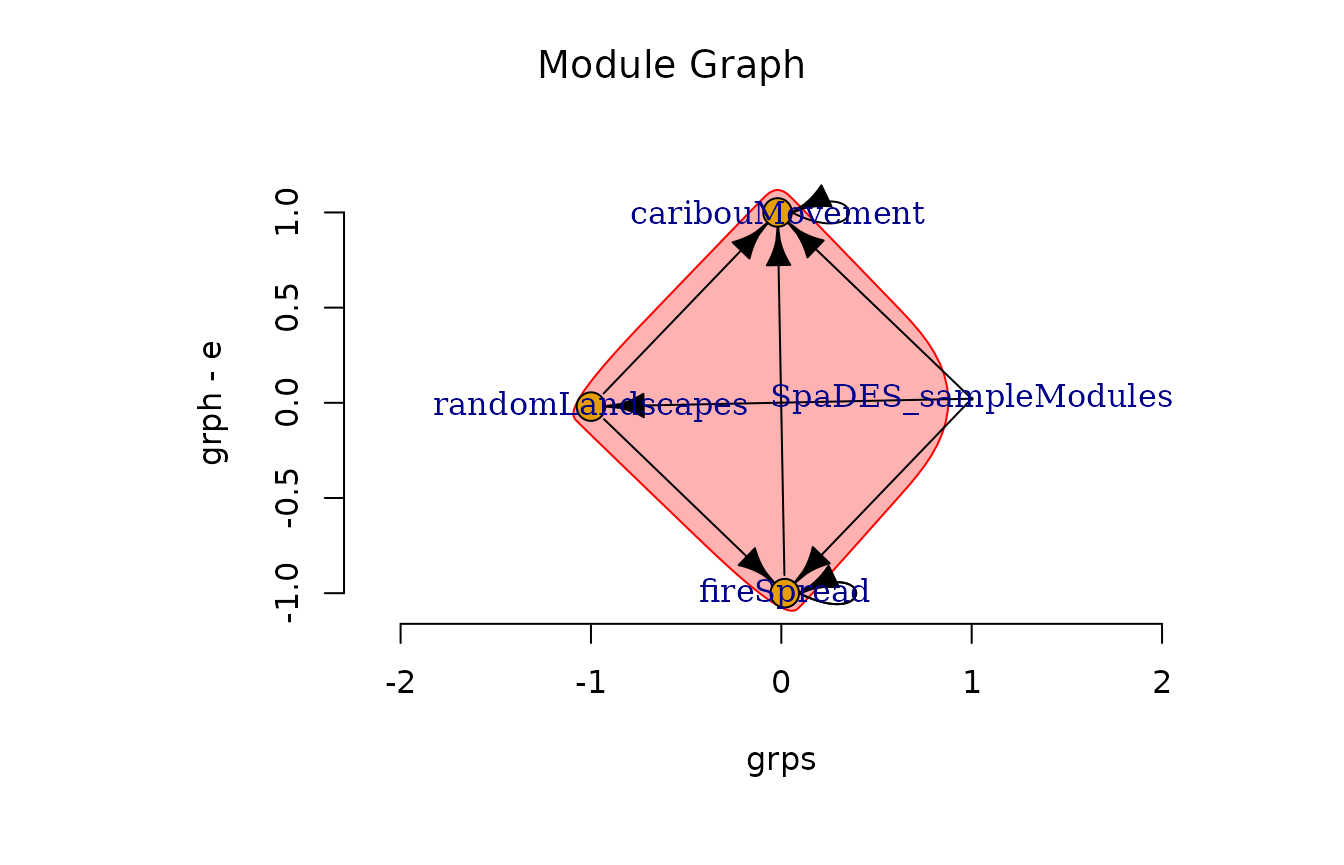 Module Graph
caribouMovement
randomLandscapes
SpaDES_sampleModules
fireSpread
grph - e
1.0
0.5
0.0
-0.5
-1.0
-2 -1 0 1 2
grps